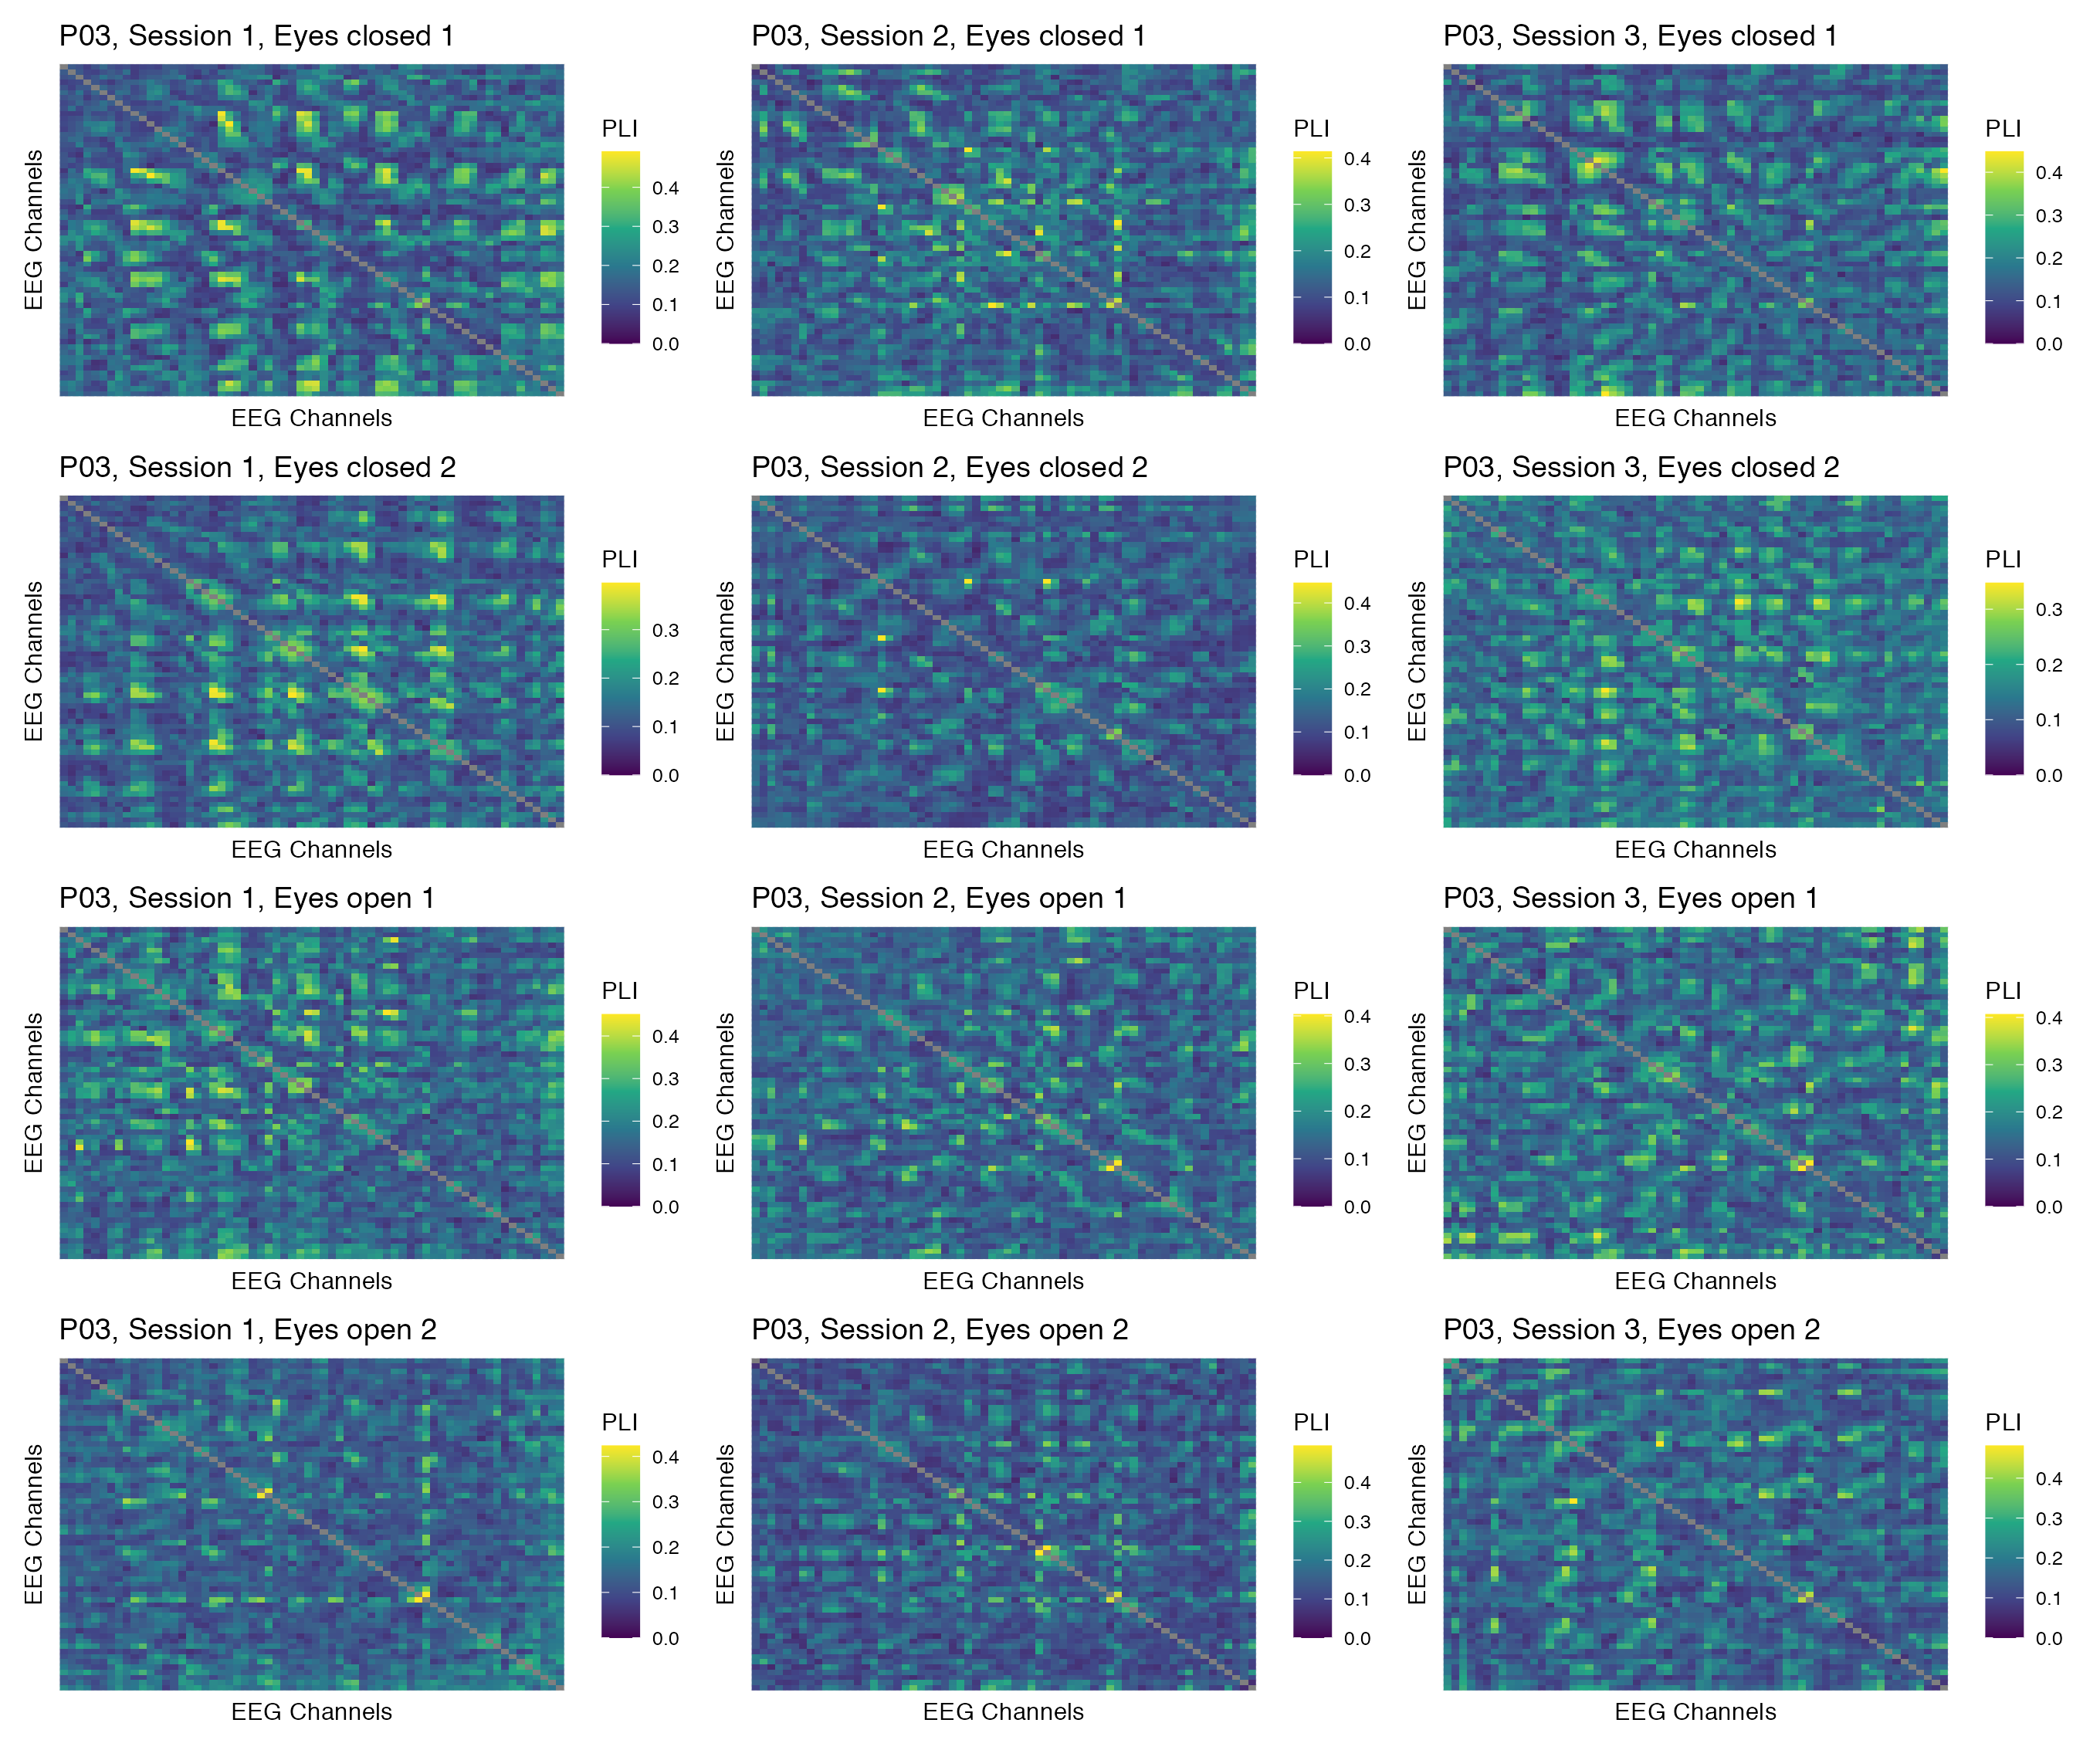 P03, Session 1, Eyes closed 1
EEG Channels
EEG Channels
PLI
0.4
0.3
0.2
0.1
0.0
P03, Session 2, Eyes closed 1
EEG Channels
EEG Channels
PLI
0.4
0.3
0.2
0.1
0.0
P03, Session 3, Eyes closed 1
EEG Channels
EEG Channels
PLI
0.4
0.3
0.2
0.1
0.0
P03, Session 1, Eyes closed 2
EEG Channels
EEG Channels
PLI
0.3
0.2
0.1
0.0
P03, Session 2, Eyes closed 2
EEG Channels
EEG Channels
PLI
0.4
0.3
0.2
0.1
0.0
P03, Session 3, Eyes closed 2
EEG Channels
EEG Channels
PLI
0.3
0.2
0.1
0.0
P03, Session 1, Eyes open 1
EEG Channels
EEG Channels
PLI
0.4
0.3
0.2
0.1
0.0
P03, Session 2, Eyes open 1
EEG Channels
EEG Channels
PLI
0.4
0.3
0.2
0.1
0.0
P03, Session 3, Eyes open 1
EEG Channels
EEG Channels
PLI
0.4
0.3
0.2
0.1
0.0
P03, Session 1, Eyes open 2
EEG Channels
EEG Channels
PLI
0.4
0.3
0.2
0.1
0.0
P03, Session 2, Eyes open 2
EEG Channels
EEG Channels
PLI
0.4
0.3
0.2
0.1
0.0
P03, Session 3, Eyes open 2
EEG Channels
EEG Channels
PLI
0.4
0.3
0.2
0.1
0.0